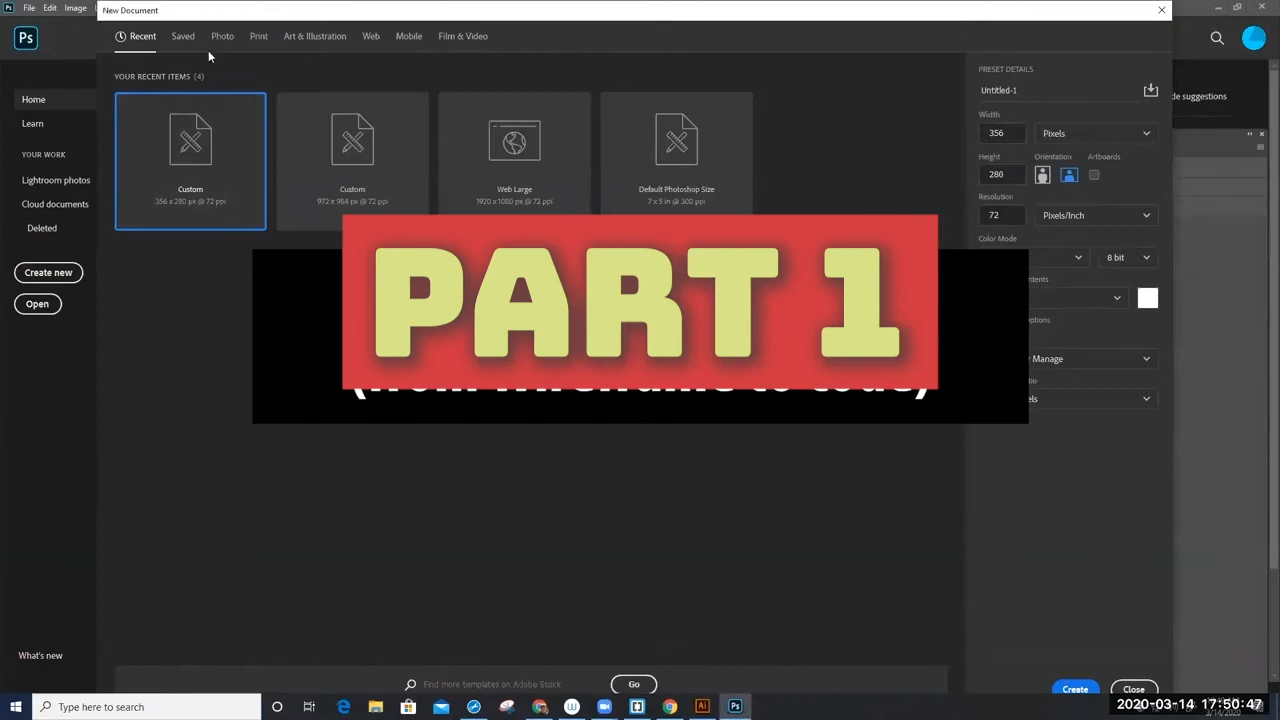 Ps File Edit Image
New Document
Ps
Recent Saved Photo Print Art & Illustration Web Mobile Film & Video
YOUR RECENT ITEMS (4)
PRESET DETAILS
Untitled-1
de suggestions
Home
Learn
YOUR WORK
Lightroom photos
Cloud documents
Deleted
Create new
Open
Custom
356 x 280 px @ 72 ppi
Custom
972 x 984 px @ 72 ppi
Web Large
1920 x 1080 px @ 72 ppi
Default Photoshop Size
7 x 5 in @ 300 ppi
Width
356 Pixels
Height Orientation Artboards
280
Resolution
72 Pixels/Inch
Color Mode
8 bit
Manage
PART 1
What's new
Find more templates on Adobe Stock
Go
Create Close
Type here to search
2020-03-14 17:50:47